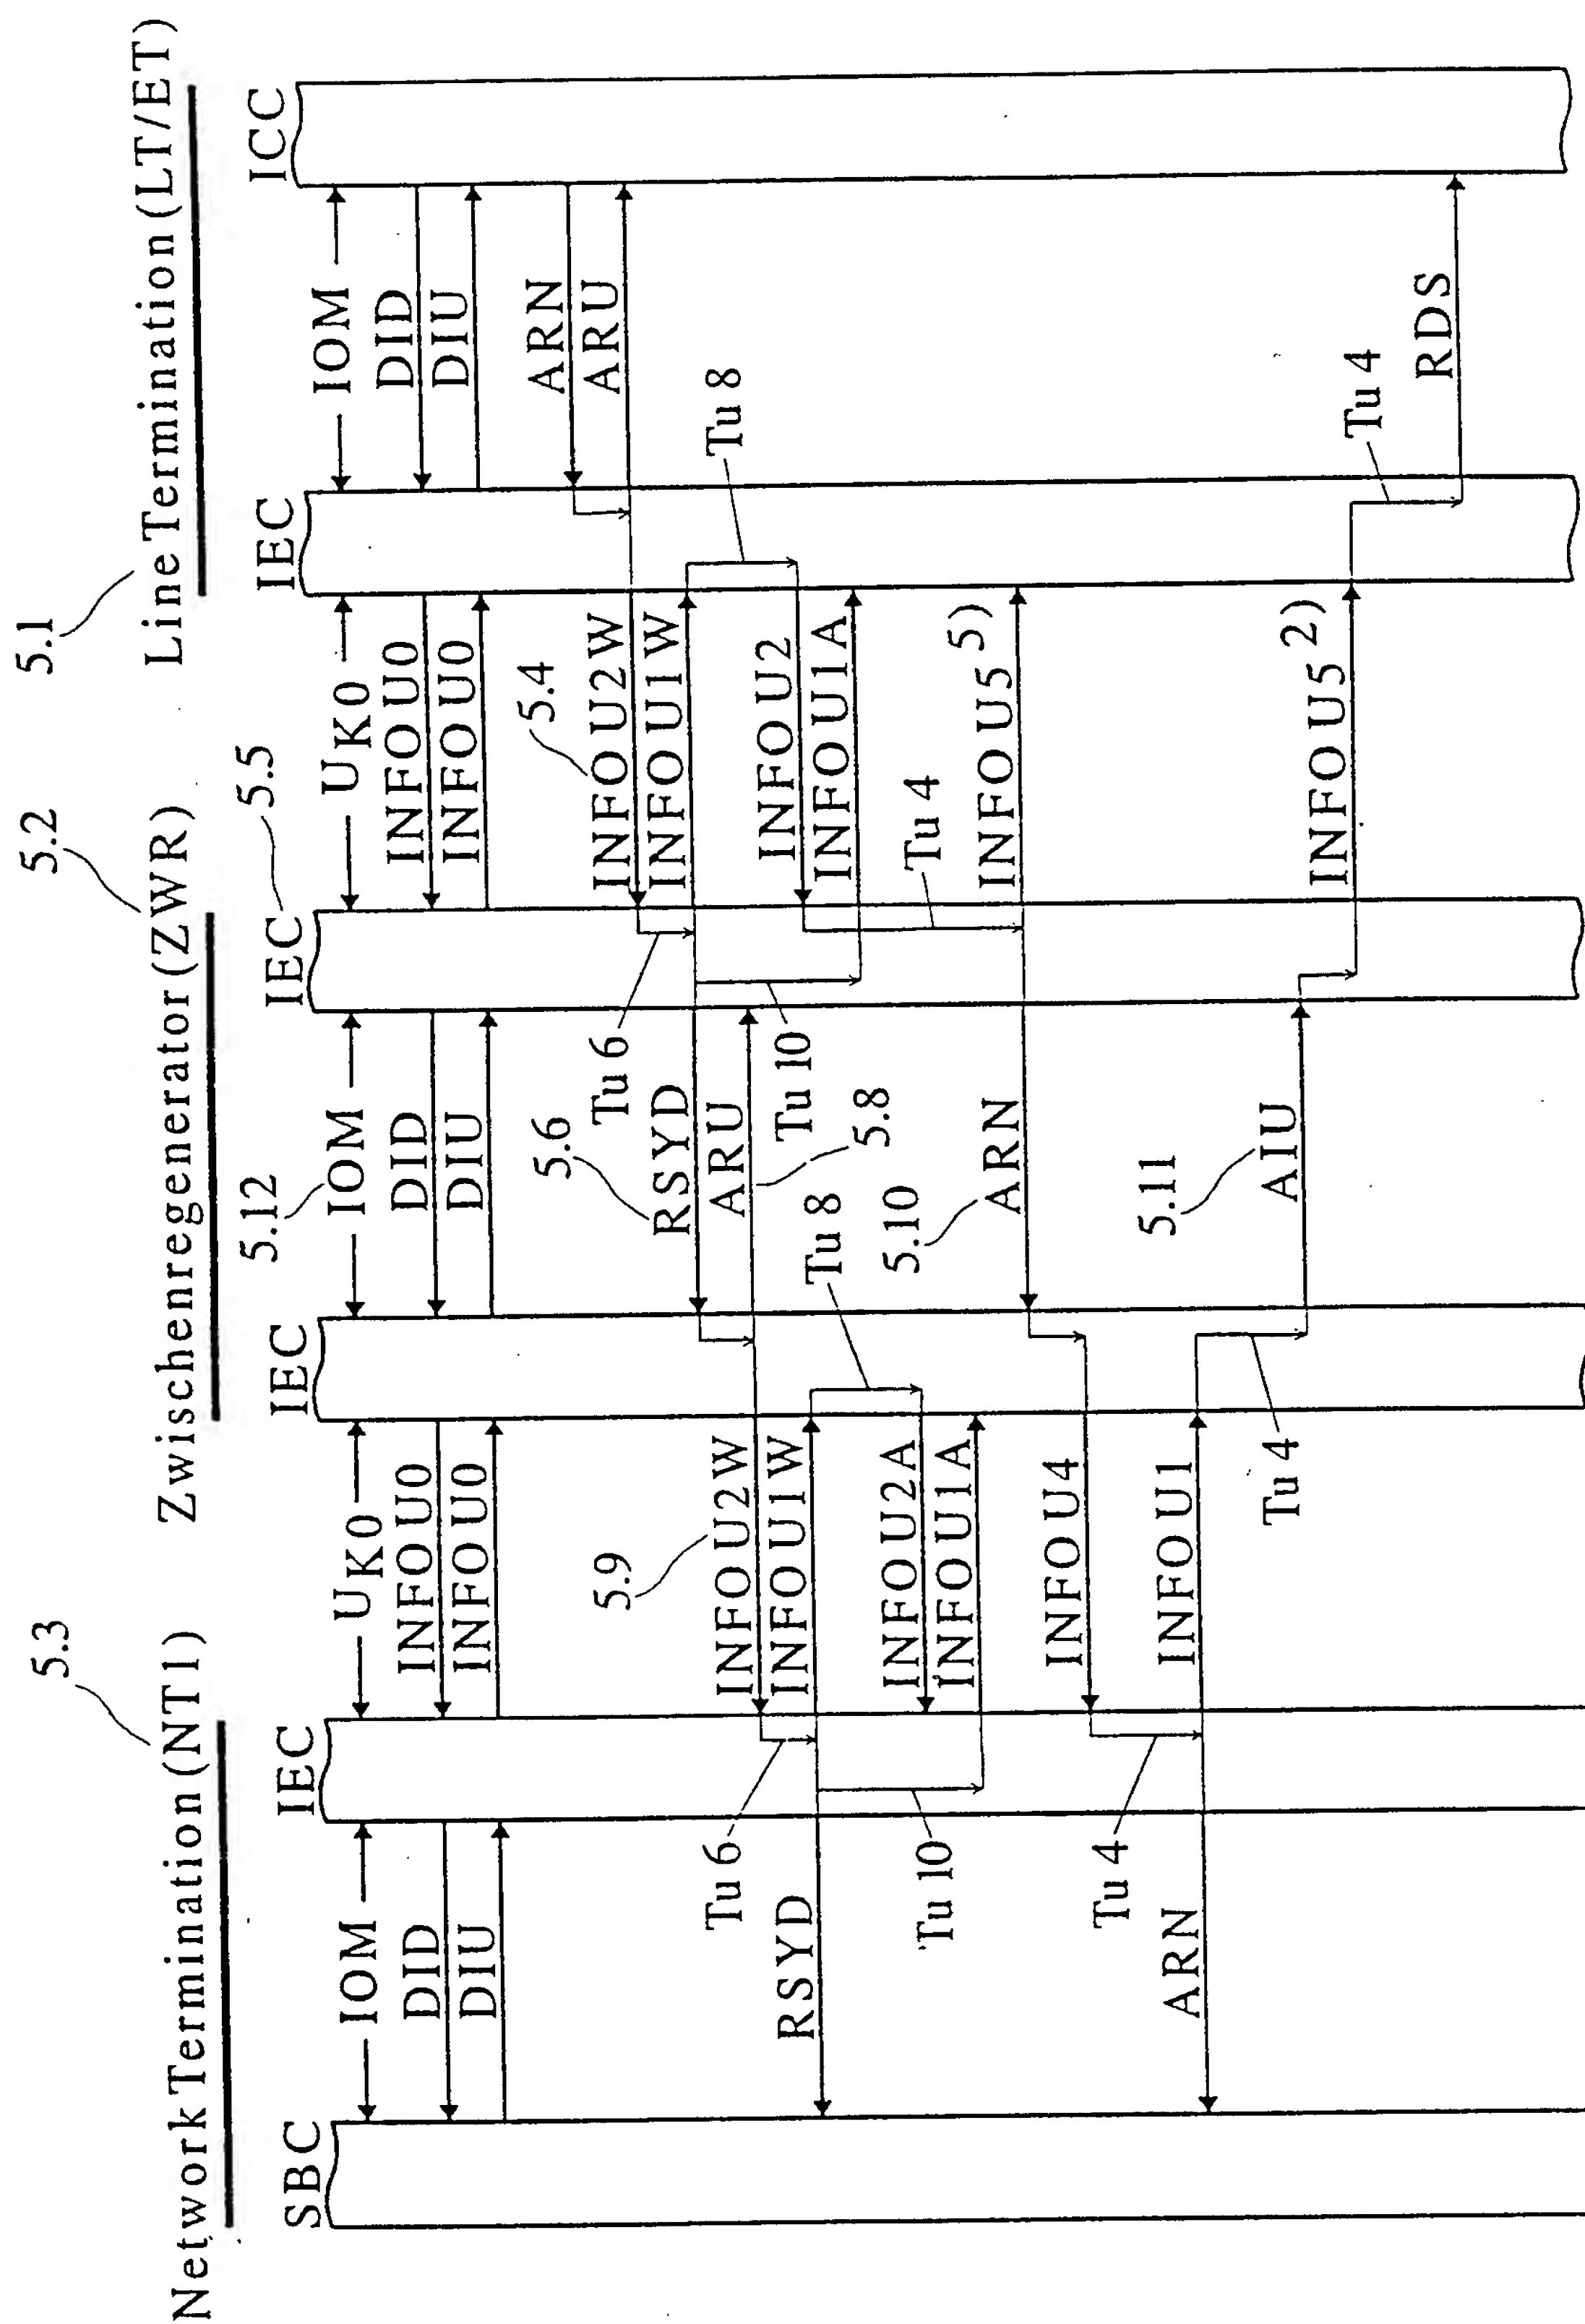 5.3
5.2
5.1
Network Termination (NT1)
Zwischenregenerator (ZWR)
Line Termination (LT/ET)
SBC
IEC
IEC
IEC
5.5
IEC
ICC
5.12
IOM
UK0
IOM
UK0
IOM
DID
INFOU0
DID
INFOU0
DID
DIU
INFOU0
DIU
INFOU0
DIU
ARN
ARU
5.4
INFOU2W
INFOU1W
Tu 6
5.6
RSYD
ARU
5.8
Tu 10
Tu 8
5.9
INFOU2W
INFOU1W
INFOU2
INFOU1A
Tu 6
RSYD
Tu 10
Tu 8
INFOU2A
INFOU1A
Tu 4
INFOU5 5)
5.10
ARN
INFOU4
Tu 4
ARN
INFOU1
Tu 4
5.11
AIU
INFOU5 2)
Tu 4
RDS